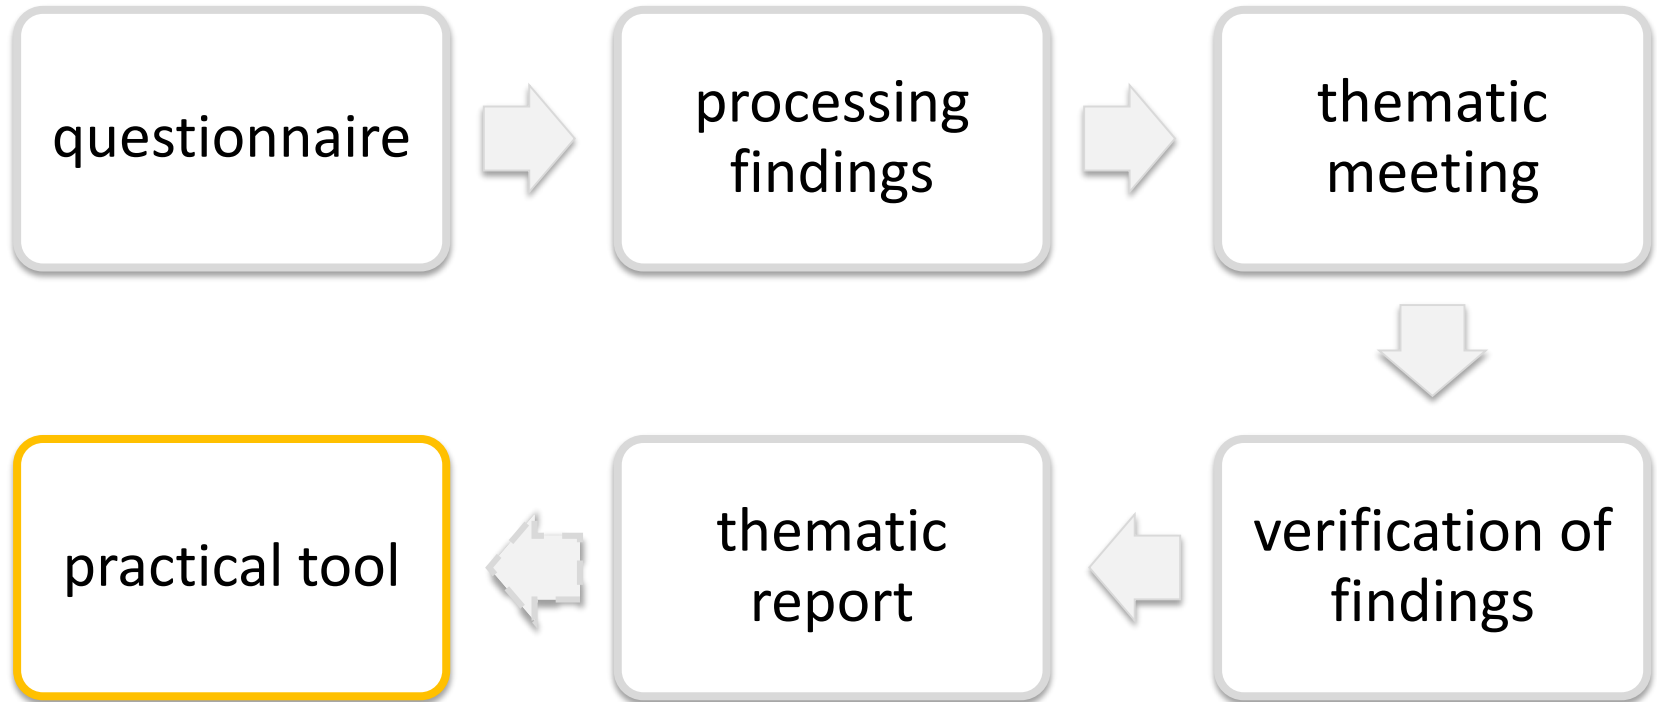 questionnaire
processing
findings
thematic
meeting
verification of
findings
thematic
report
practical tool